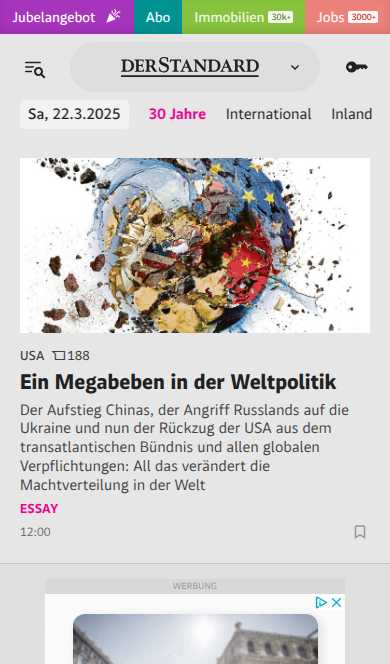 Jubelangebot Abo Immobilien 30k+ Jobs 3000+
DERSTANDARD
Sa, 22.3.2025 30 Jahre International Inland
USA 188
Ein Megabeben in der Weltpolitik
Der Aufstieg Chinas, der Angriff Russlands auf die
Ukraine und nun der Rückzug der USA aus dem
transatlantischen Bündnis und allen globalen
Verpflichtungen: All das verändert die
Machtverteilung in der Welt
ESSAY
12:00
WERBUNG